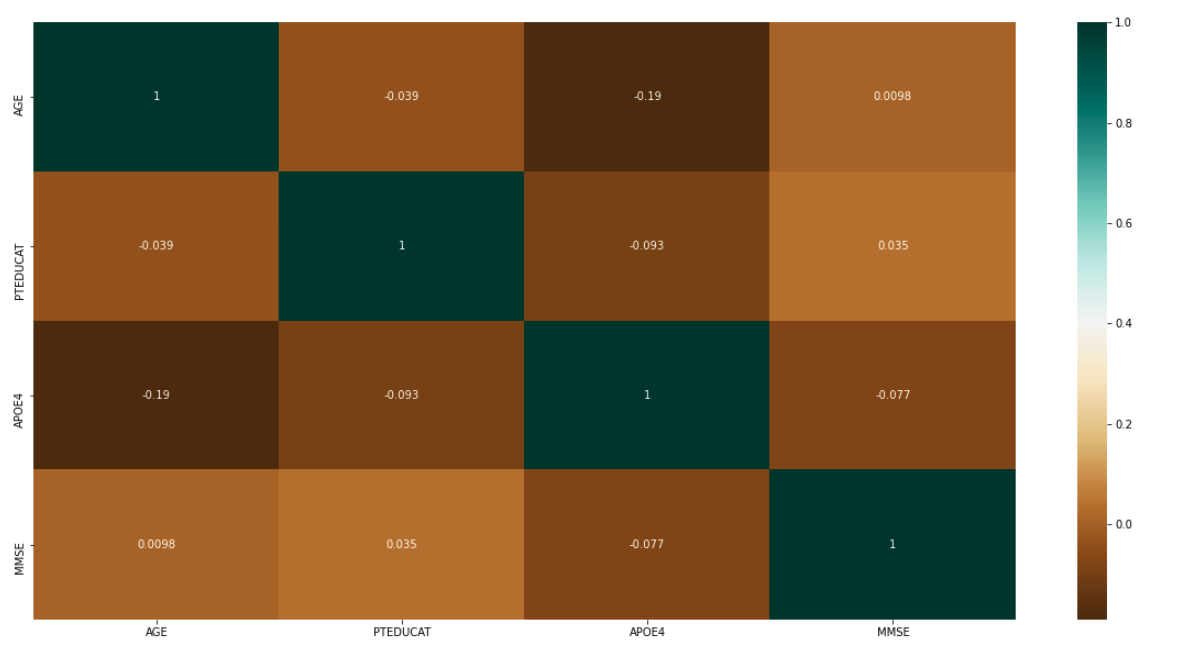 AGE 1 -0.039 -0.19 0.0098
PTEDUCAT -0.039 1 -0.093 0.035
APOE4 -0.19 -0.093 1 -0.077
MMSE 0.0098 0.035 -0.077 1
AGE PTEDUCAT APOE4 MMSE
1.0
0.8
0.6
0.4
0.2
0.0